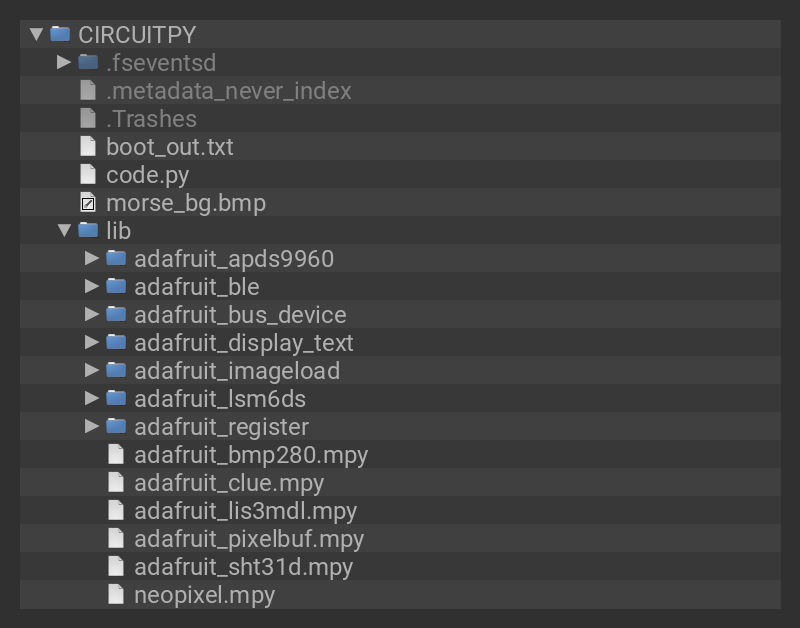 CIRCUITPY
.fseventsd
.metadata_never_index
.Trashes
boot_out.txt
code.py
morse_bg.bmp
lib
adafruit_apds9960
adafruit_ble
adafruit_bus_device
adafruit_display_text
adafruit_imageload
adafruit_lsm6ds
adafruit_register
adafruit_bmp280.mpy
adafruit_clue.mpy
adafruit_lis3mdl.mpy
adafruit_pixelbuf.mpy
adafruit_sht31d.mpy
neopixel.mpy